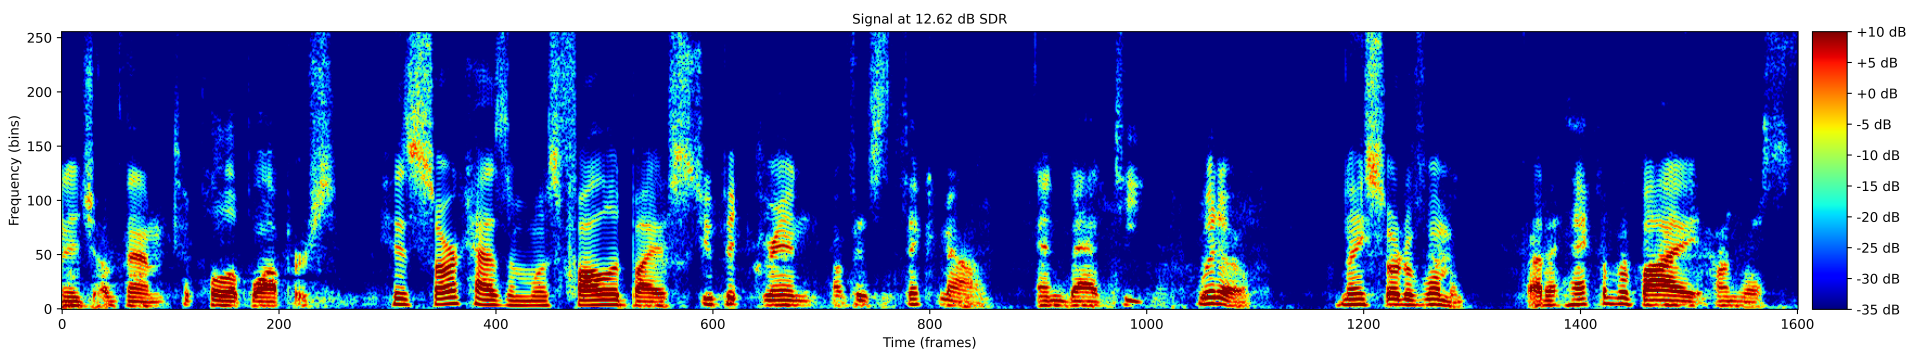 Signal at 12.62 dB SDR
Frequency (bins)
250
200
150
100
50
0
0 200 400 600 800 1000 1200 1400 1600
Time (frames)
+10 dB
+5 dB
+0 dB
-5 dB
-10 dB
-15 dB
-20 dB
-25 dB
-30 dB
-35 dB